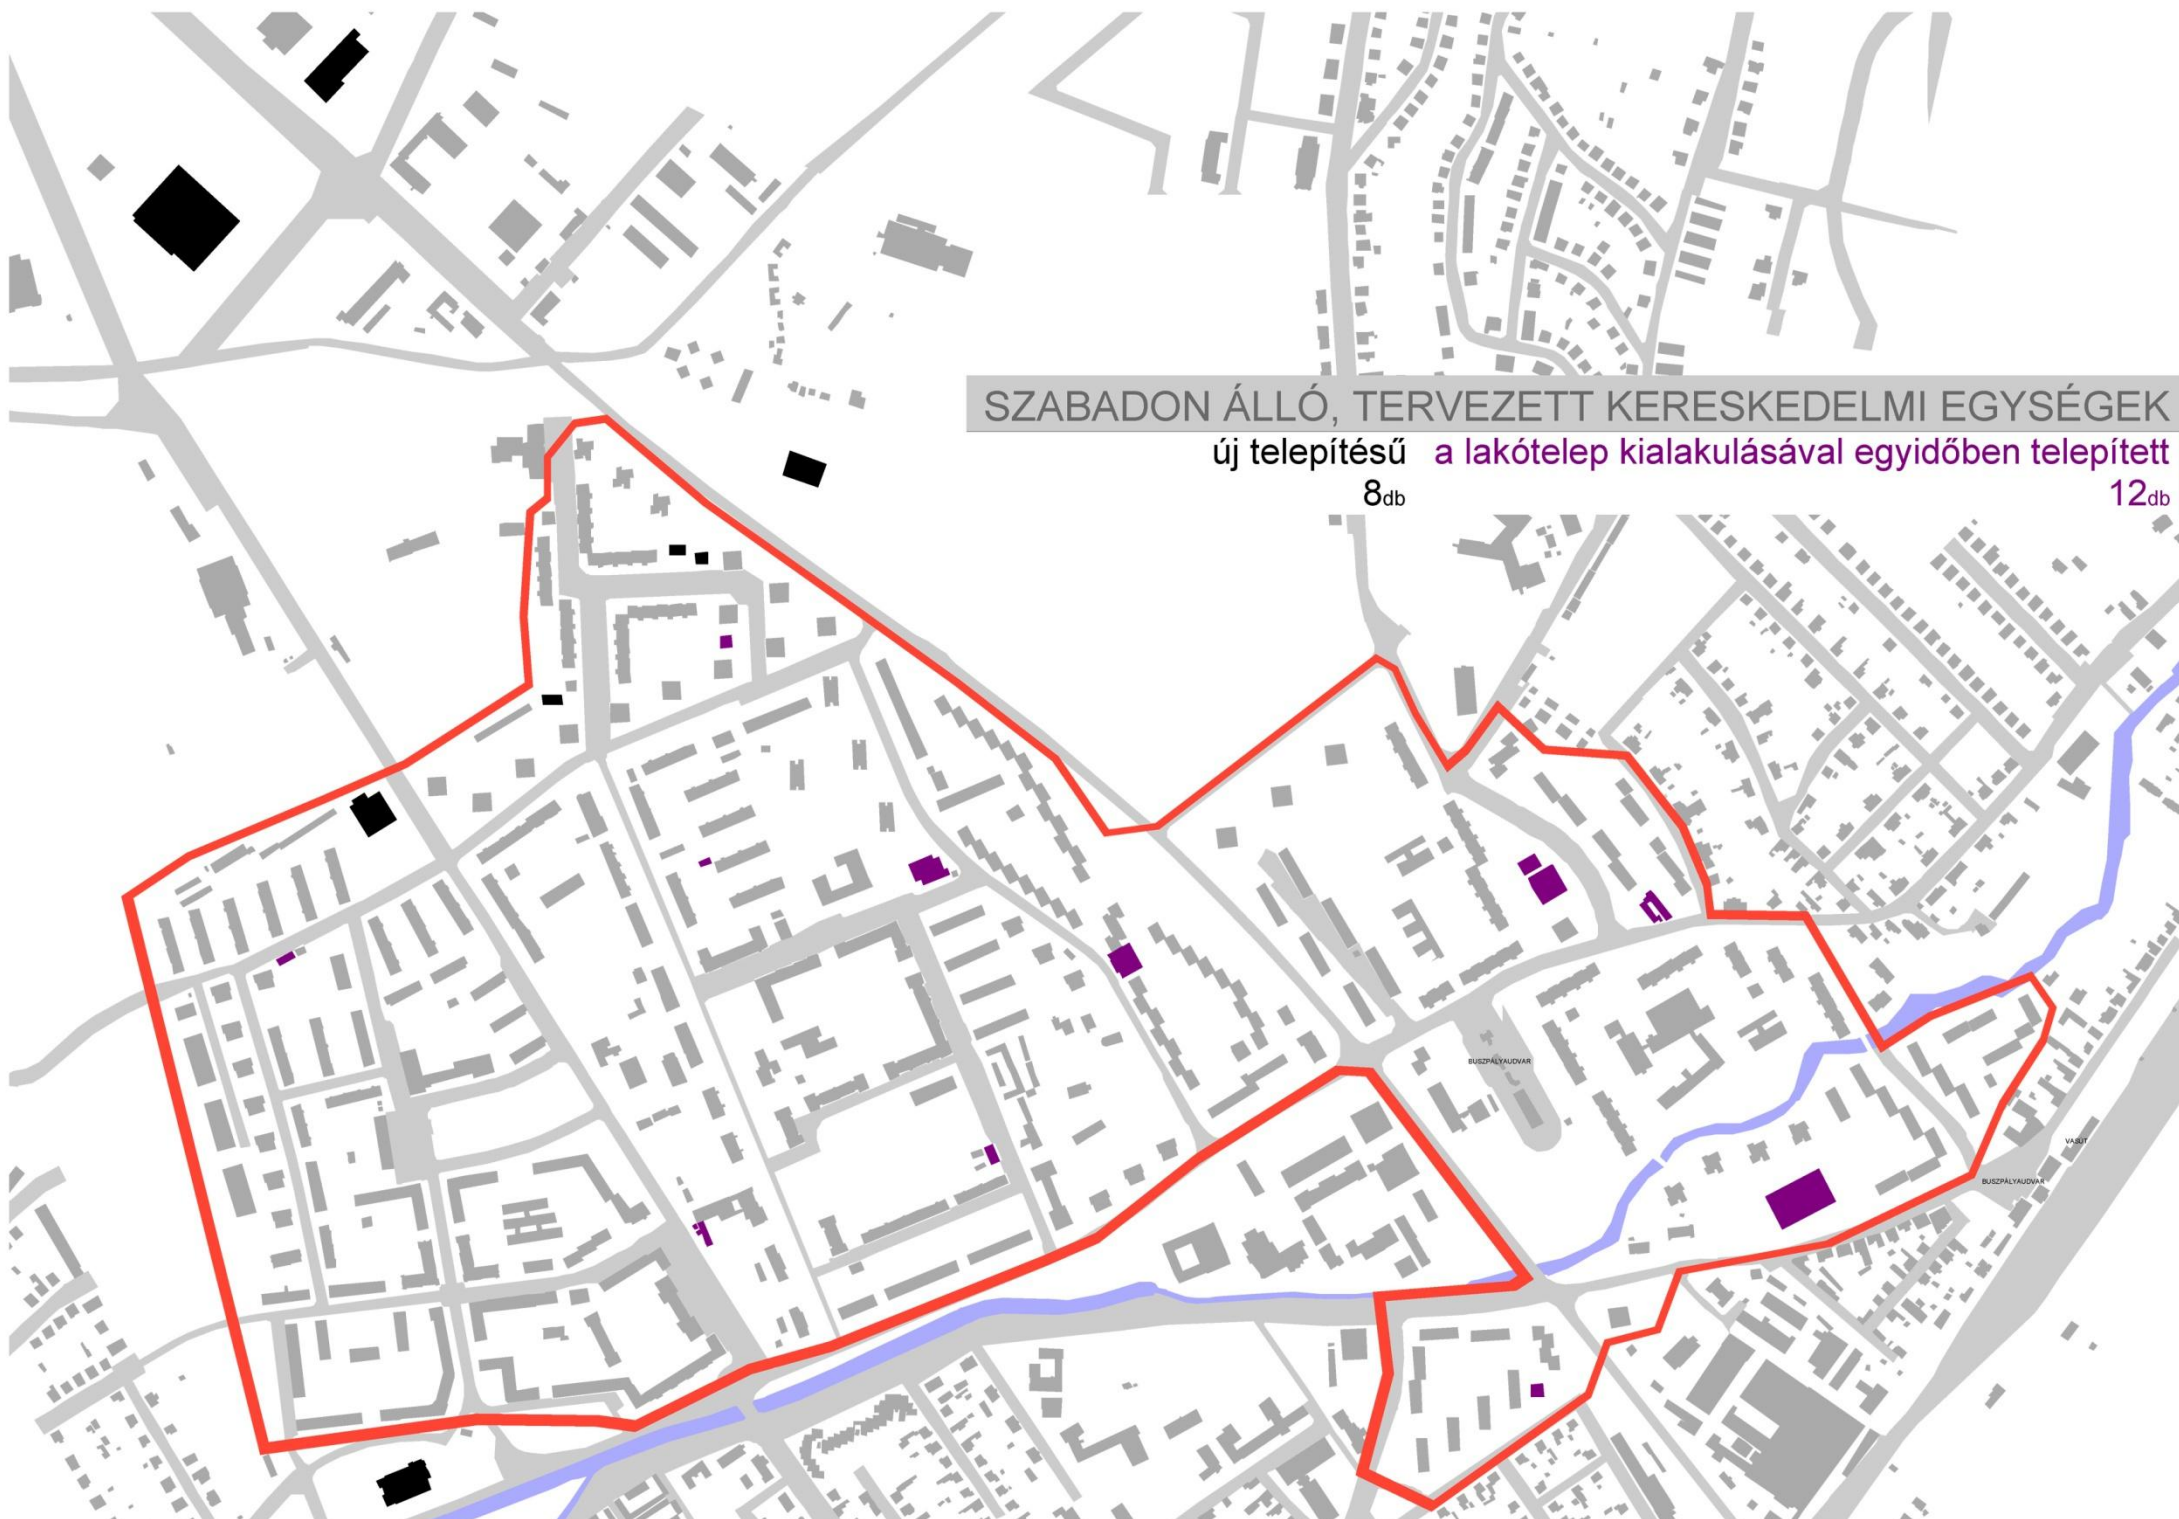 SZABADON ÁLLÓ, TERVEZETT KERESKEDELMI EGYSÉGEK
új telepítésű a lakótelep kialakulásával egyidőben telepített
8db 12db
BUSZPÁLYAUDVAR
VASÚT
BUSZPÁLYAUDVAR